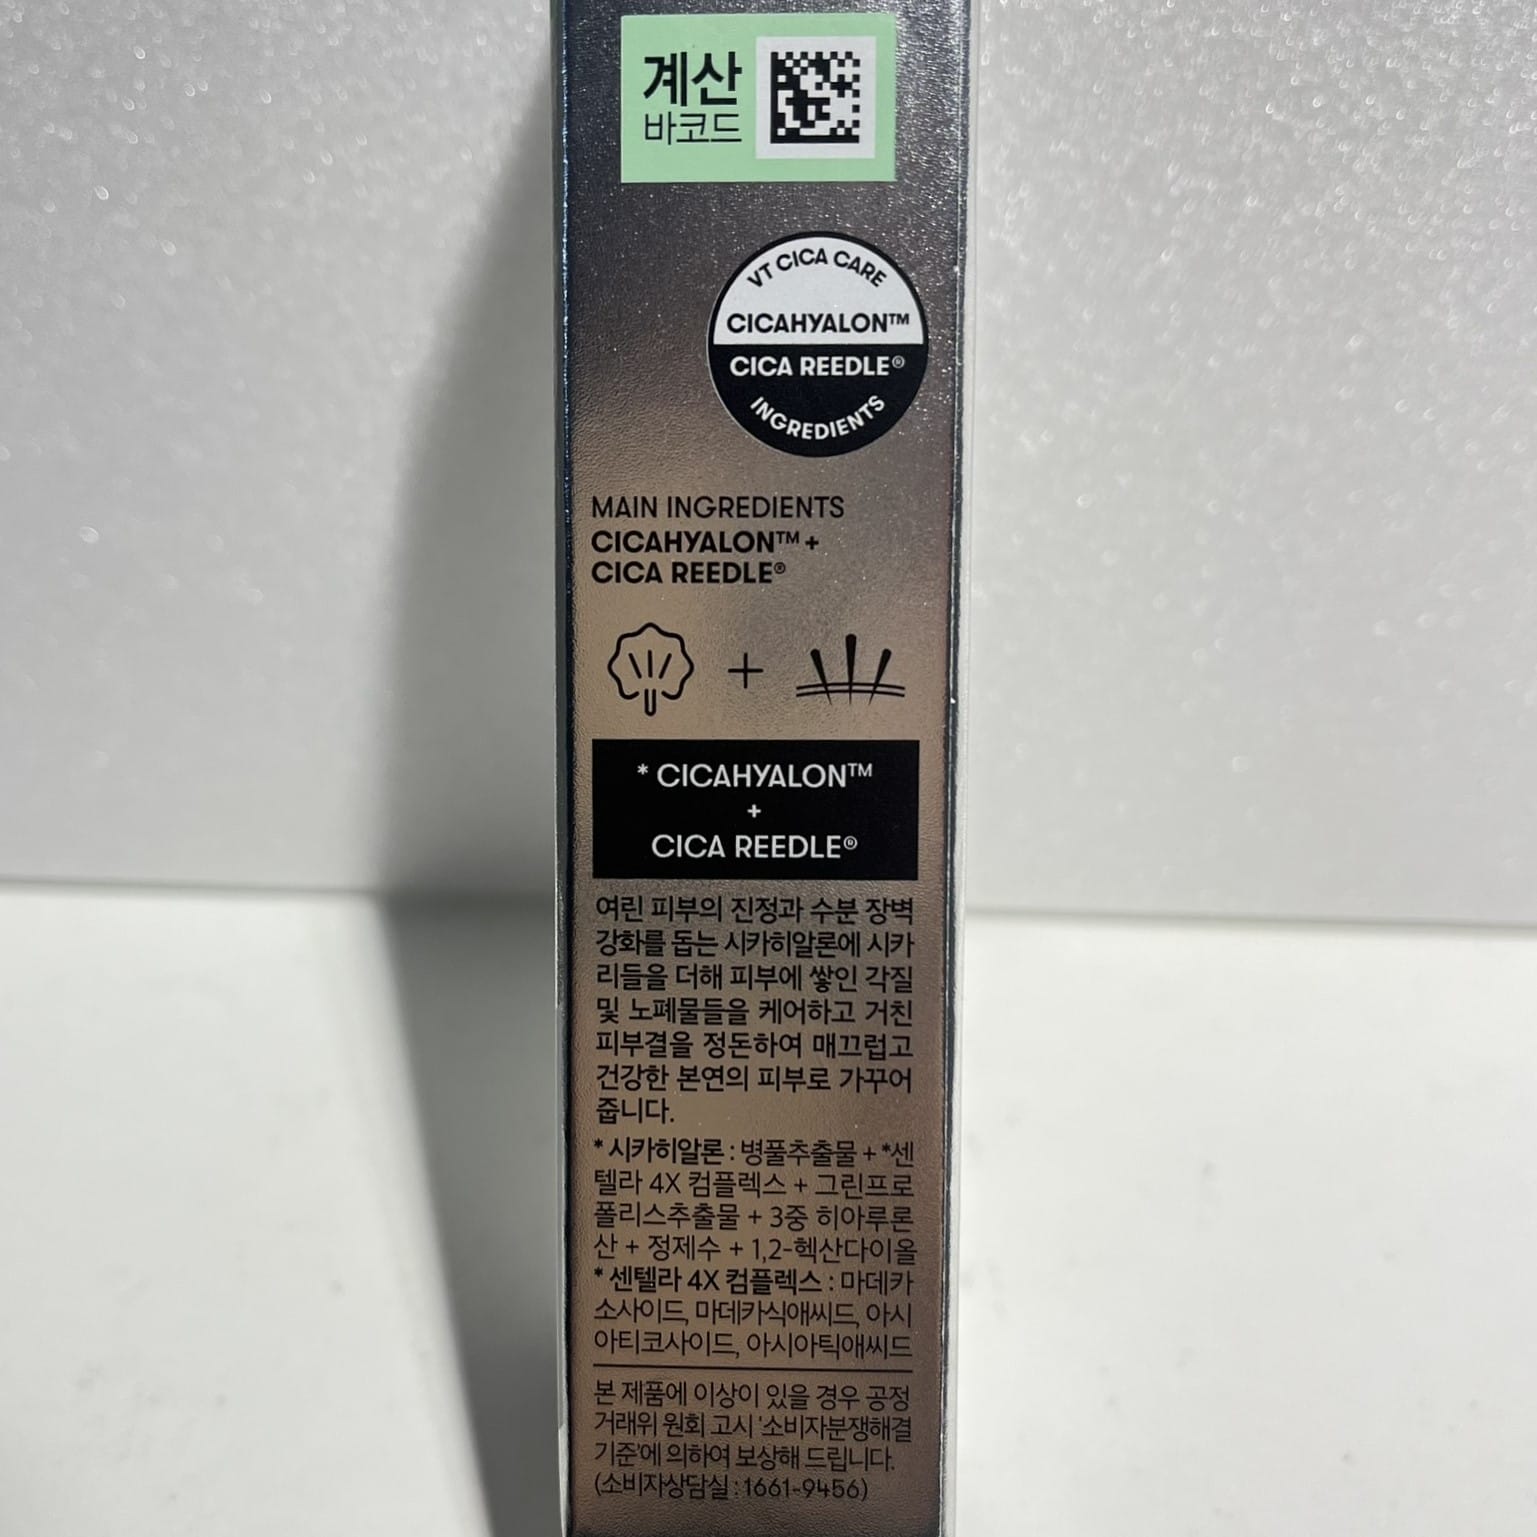 계산
바코드
VT CICA CARE
CICAHYALON™
CICA REEDLE®
INGREDIENTS
MAIN INGREDIENTS
CICAHYALON™ +
CICA REEDLE®
+
* CICAHYALON™
+
CICA REEDLE®
여린 피부의 진정과 수분 장벽
강화를 돕는 시카히알론에 시카
리들을 더해 피부에 쌓인 각질
및 노폐물들을 케어하고 거친
피부결을 정돈하여 매끄럽고
건강한 본연의 피부로 가꾸어
줍니다.
* 시카히알론 : 병풀추출물 + *센
텔라 4X 컴플렉스 + 그린프로
폴리스추출물 + 3중 히아루론
산 + 정제수 + 1,2-헥산다이올
* 센텔라 4X 컴플렉스 : 마데카
소사이드, 마데카식애씨드, 아시
아티코사이드, 아시아틱애씨드
본 제품에 이상이 있을 경우 공정
거래위 원회 고시 '소비자분쟁해결
기준'에 의하여 보상해 드립니다.
(소비자상담실 : 1661-9456)